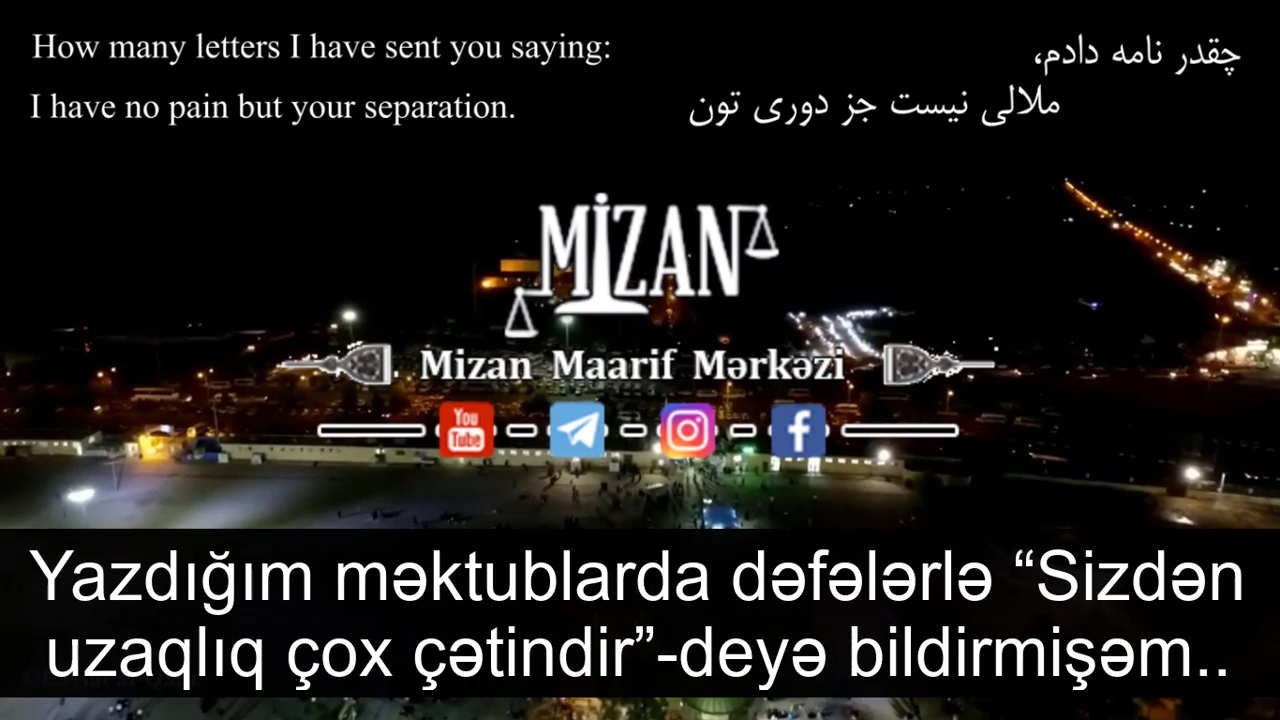 How many letters I have sent you saying:
I have no pain but your separation.
چقدر نامه دادم،
ملالی نیست جز دوری تون
MİZAN
Mizan Maarif Mərkəzi
You
Tube
Yazdığım məktublarda dəfələrlə “Sizdən
uzaqlıq çox çətindir”-deyə bildirmişəm..